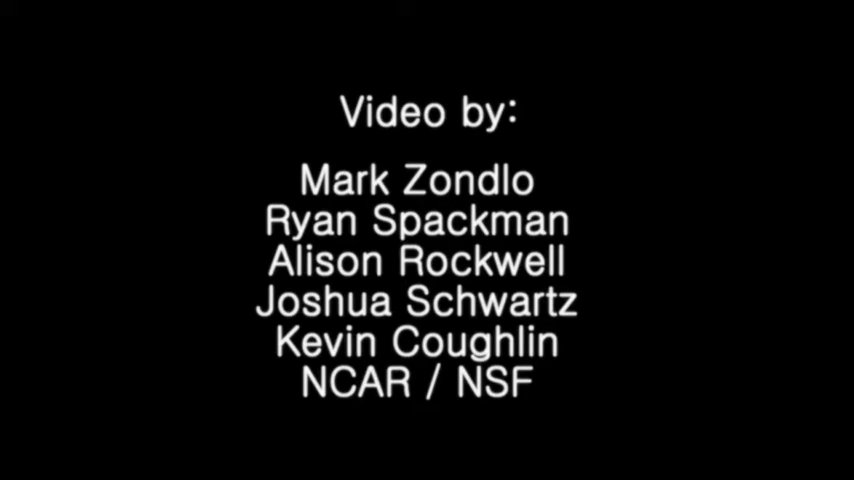 Video by:
Mark Zondlo
Ryan Spackman
Alison Rockwell
Joshua Schwartz
Kevin Coughlin
NCAR / NSF